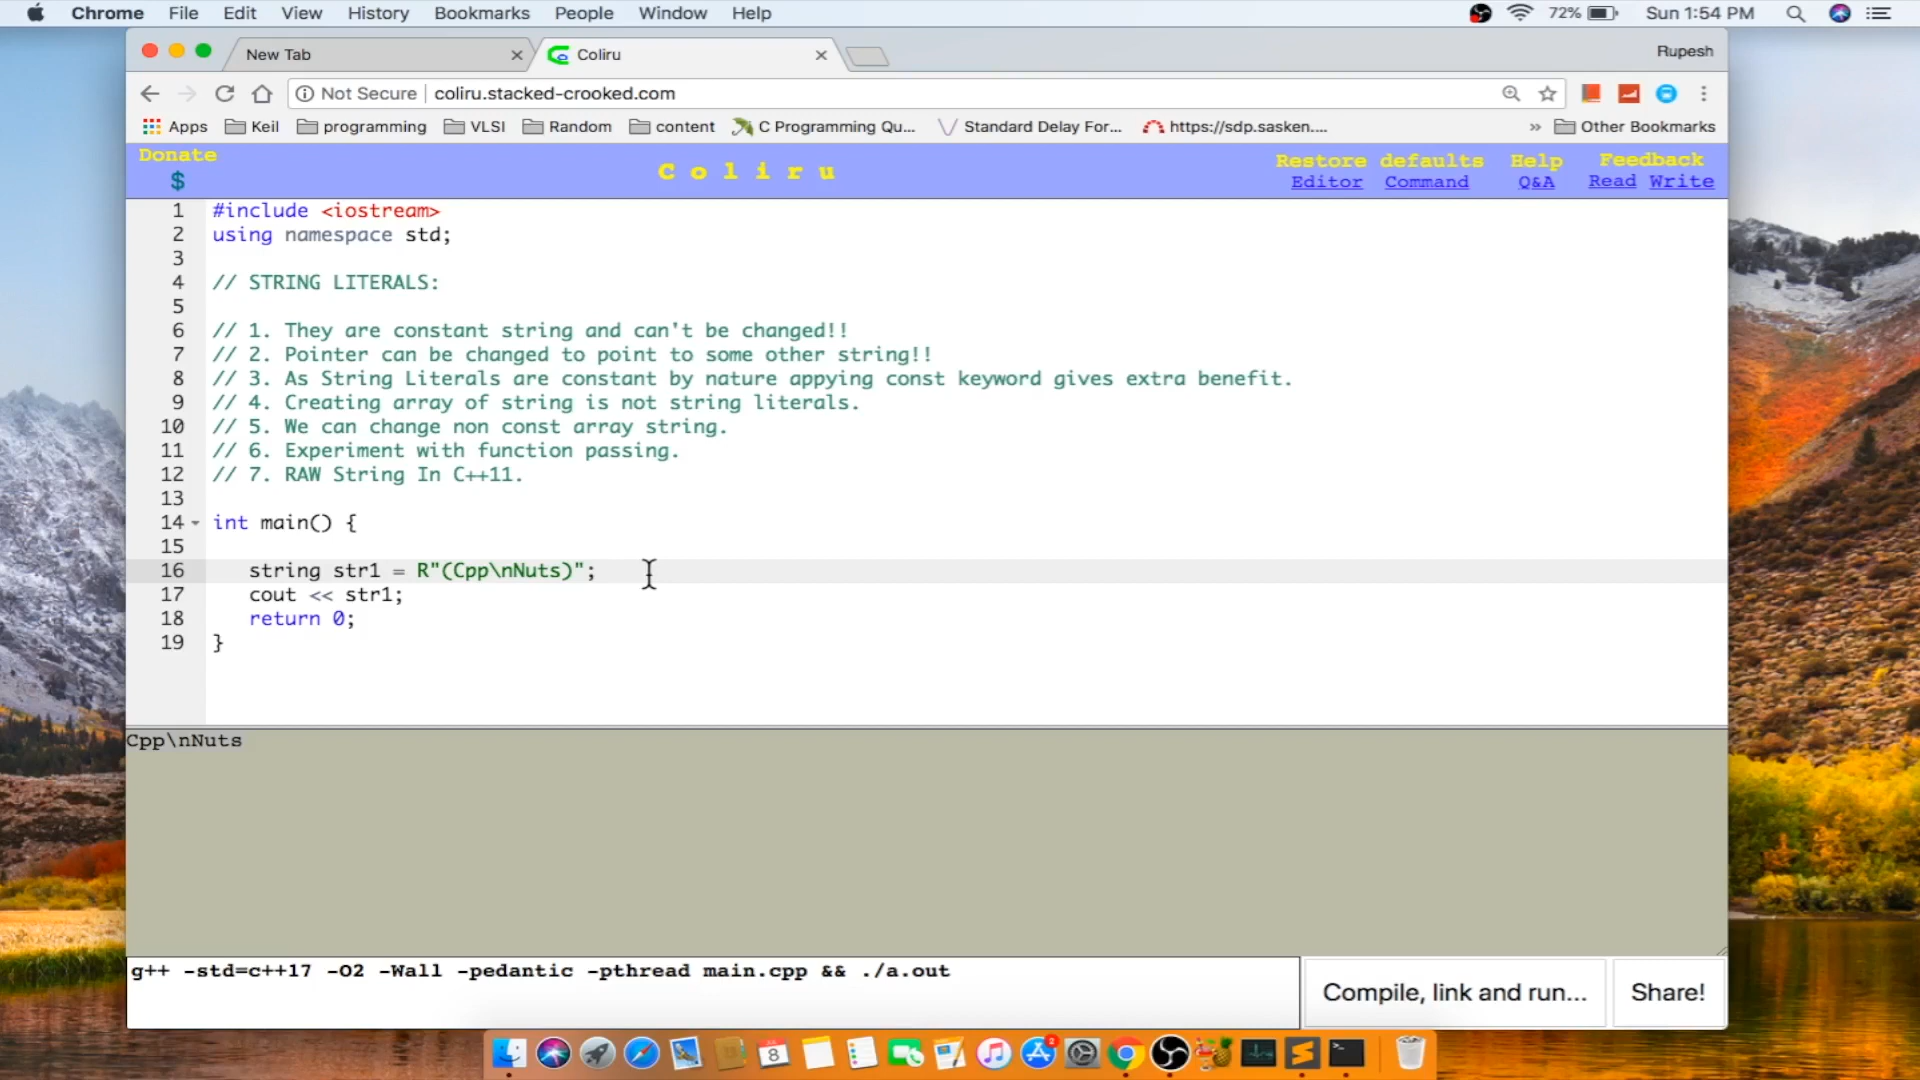 Chrome File Edit View History Bookmarks People Window Help 72% Sun 1:54 PM
New Tab Coliru Rupesh
Not Secure coliru.stacked-crooked.com
Apps Keil programming VLSI Random content C Programming Qu... Standard Delay For... https://sdp.sasken.... » Other Bookmarks
Donate
$
Coliru
Restore defaults Help Feedback
Editor Command Q&A Read Write
1 #include <iostream>
2 using namespace std;
3
4 // STRING LITERALS:
5
6 // 1. They are constant string and can't be changed!!
7 // 2. Pointer can be changed to point to some other string!!
8 // 3. As String Literals are constant by nature appying const keyword gives extra benefit.
9 // 4. Creating array of string is not string literals.
10 // 5. We can change non const array string.
11 // 6. Experiment with function passing.
12 // 7. RAW String In C++11.
13
14 int main() {
15
16 string str1 = R"(Cpp\nNuts)";
17 cout << str1;
18 return 0;
19 }
Cpp\nNuts
g++ -std=c++17 -O2 -Wall -pedantic -pthread main.cpp && ./a.out
Compile, link and run... Share!
8
2